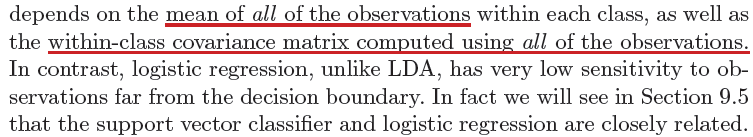 depends on the mean of all of the observations within each class, as well as
the within-class covariance matrix computed using all of the observations.
In contrast, logistic regression, unlike LDA, has very low sensitivity to ob-
servations far from the decision boundary. In fact we will see in Section 9.5
that the support vector classifier and logistic regression are closely related.